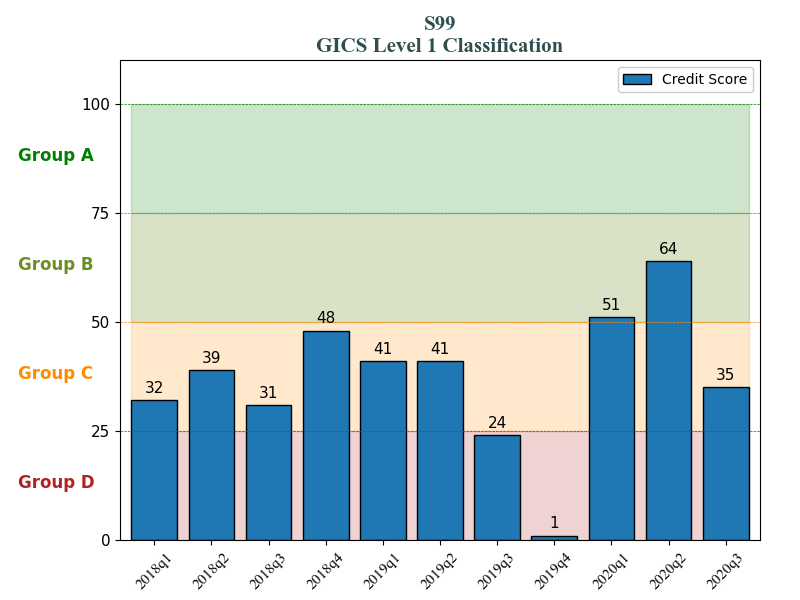 S99
GICS Level 1 Classification
Credit Score
100
Group A
75
Group B
64
51
50
48
41
41
39
Group C
35
32
31
25
24
Group D
1
0
2018q1
2018q2
2018q3
2018q4
2019q1
2019q2
2019q3
2019q4
2020q1
2020q2
2020q3